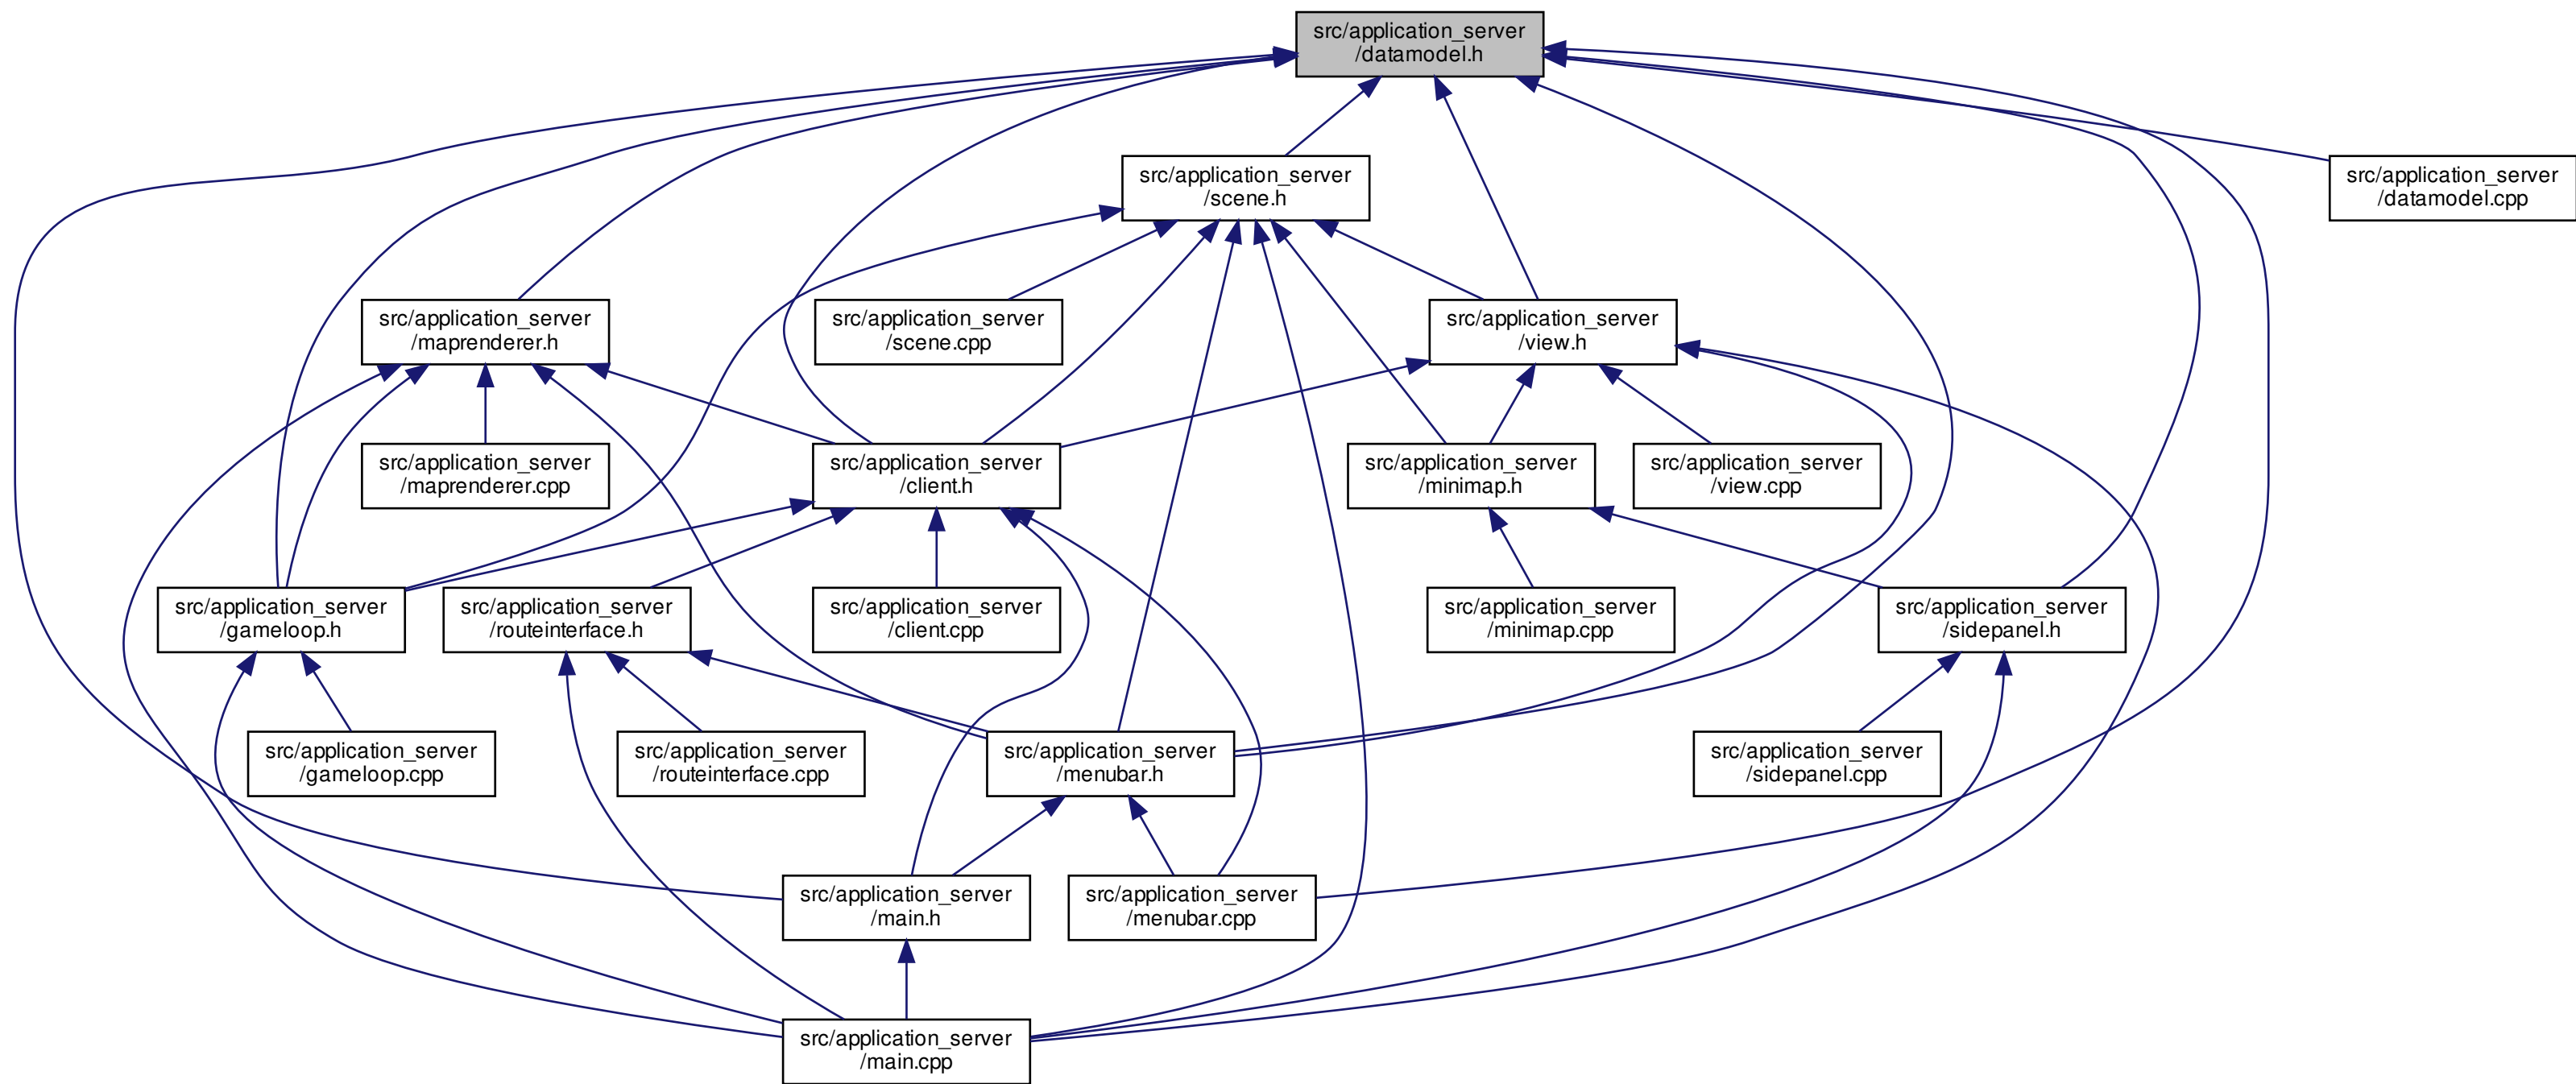 src/application_server
/datamodel.h
src/application_server
/scene.h
src/application_server
/datamodel.cpp
src/application_server
/maprenderer.h
src/application_server
/scene.cpp
src/application_server
/view.h
src/application_server
/maprenderer.cpp
src/application_server
/client.h
src/application_server
/minimap.h
src/application_server
/view.cpp
src/application_server
/gameloop.h
src/application_server
/routeinterface.h
src/application_server
/client.cpp
src/application_server
/minimap.cpp
src/application_server
/sidepanel.h
src/application_server
/gameloop.cpp
src/application_server
/routeinterface.cpp
src/application_server
/menubar.h
src/application_server
/sidepanel.cpp
src/application_server
/main.h
src/application_server
/menubar.cpp
src/application_server
/main.cpp